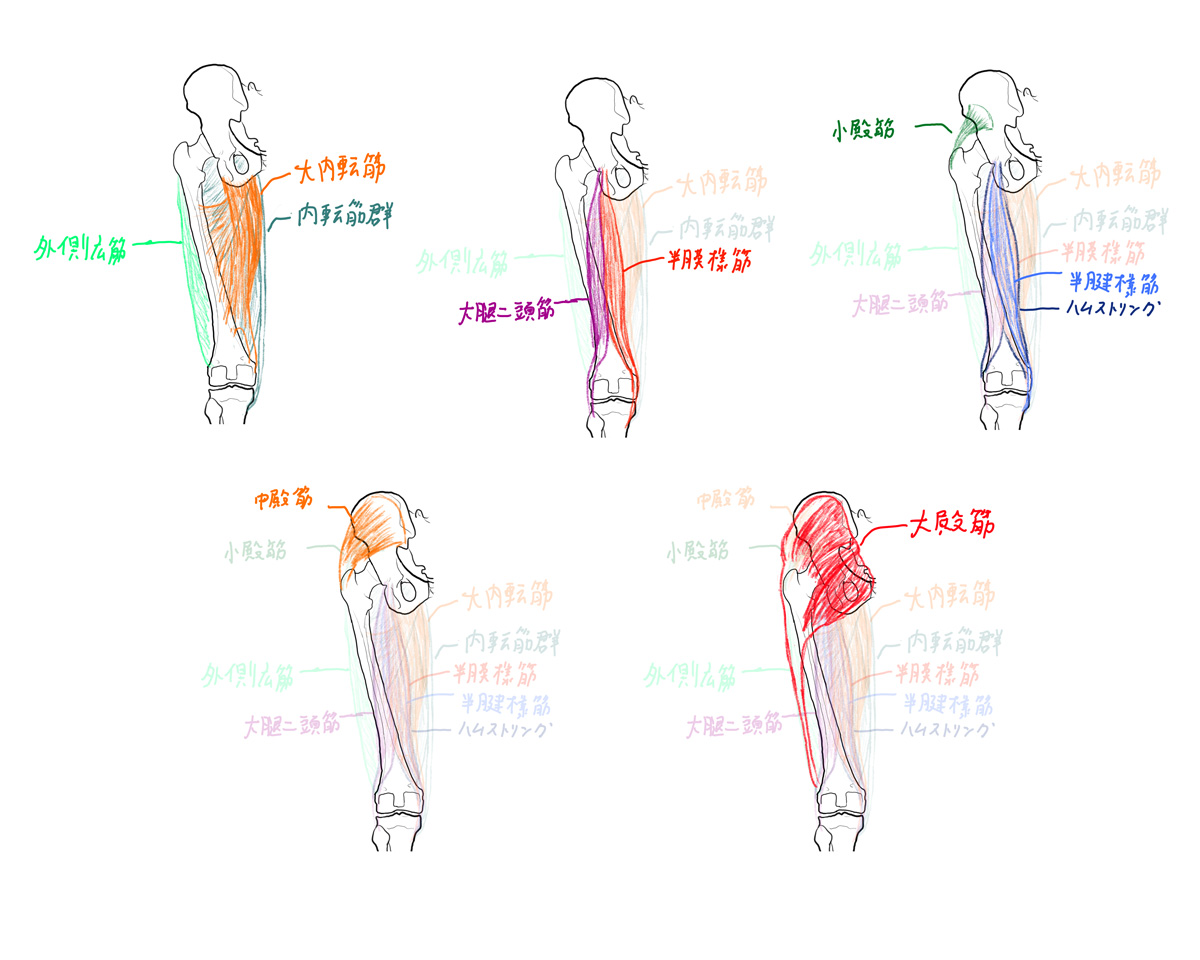 大内転筋
内転筋群
外側広筋
大内転筋
内転筋群
外側広筋
半膜様筋
大腿二頭筋
小殿筋
大内転筋
内転筋群
外側広筋
半膜様筋
半腱様筋
大腿二頭筋
ハムストリング
中殿筋
小殿筋
大内転筋
内転筋群
外側広筋
半膜様筋
半腱様筋
大腿二頭筋
ハムストリング
中殿筋
大殿筋
小殿筋
大内転筋
内転筋群
外側広筋
半膜様筋
半腱様筋
大腿二頭筋
ハムストリング